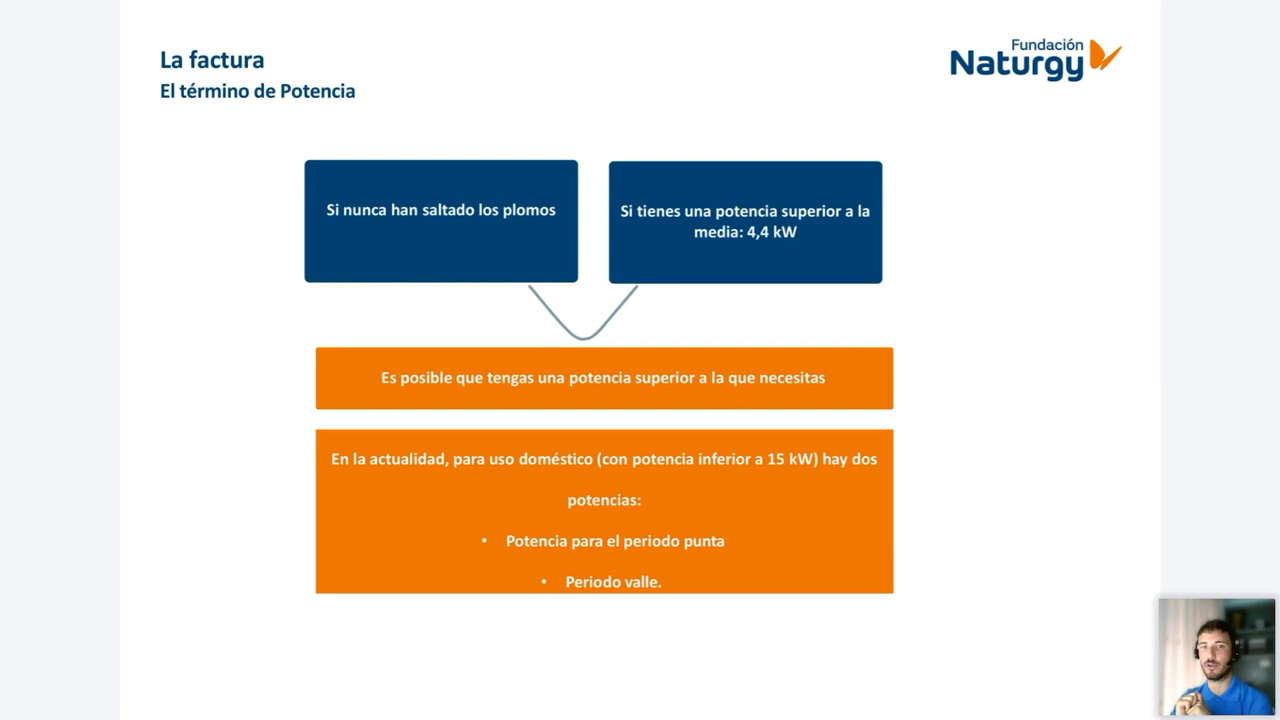 La factura
El término de Potencia
Fundación
Naturgy
Si nunca han saltado los plomos
Si tienes una potencia superior a la
media: 4,4 kW
Es posible que tengas una potencia superior a la que necesitas
En la actualidad, para uso doméstico (con potencia inferior a 15 kW) hay dos
potencias:
• Potencia para el periodo punta
• Periodo valle.